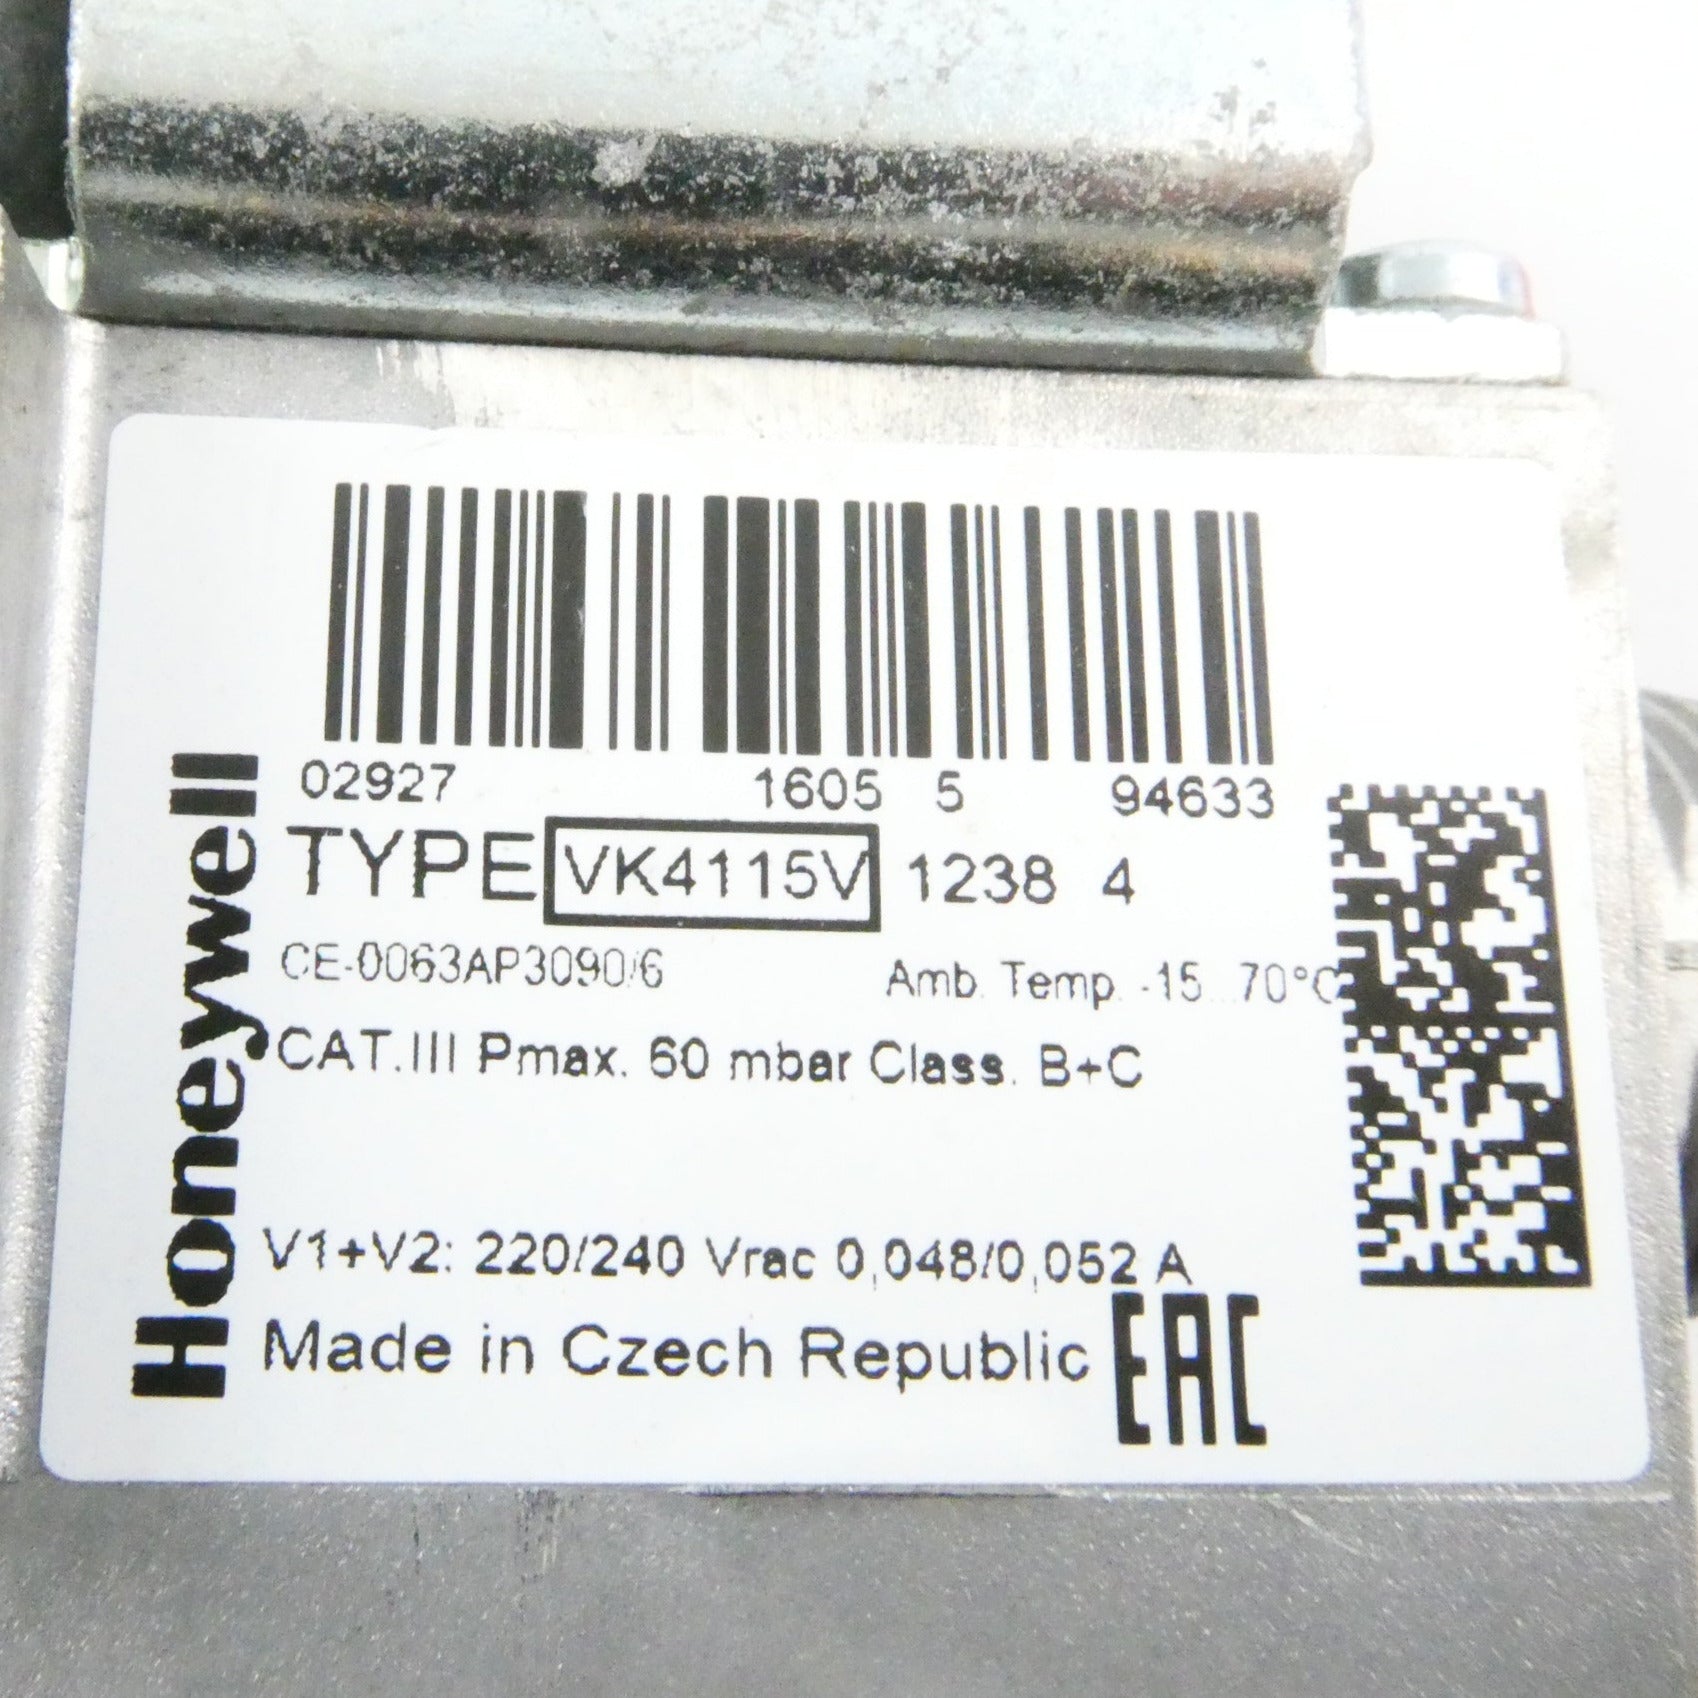 Honeywell
02927 1605 5 94633
TYPE VK4115V 1238 4
CE-0063AP3090/6 Amb. Temp. -15...70°C
CAT.III Pmax. 60 mbar Class. B+C
V1+V2: 220/240 Vrac 0,048/0,052 A
Made in Czech Republic EAC